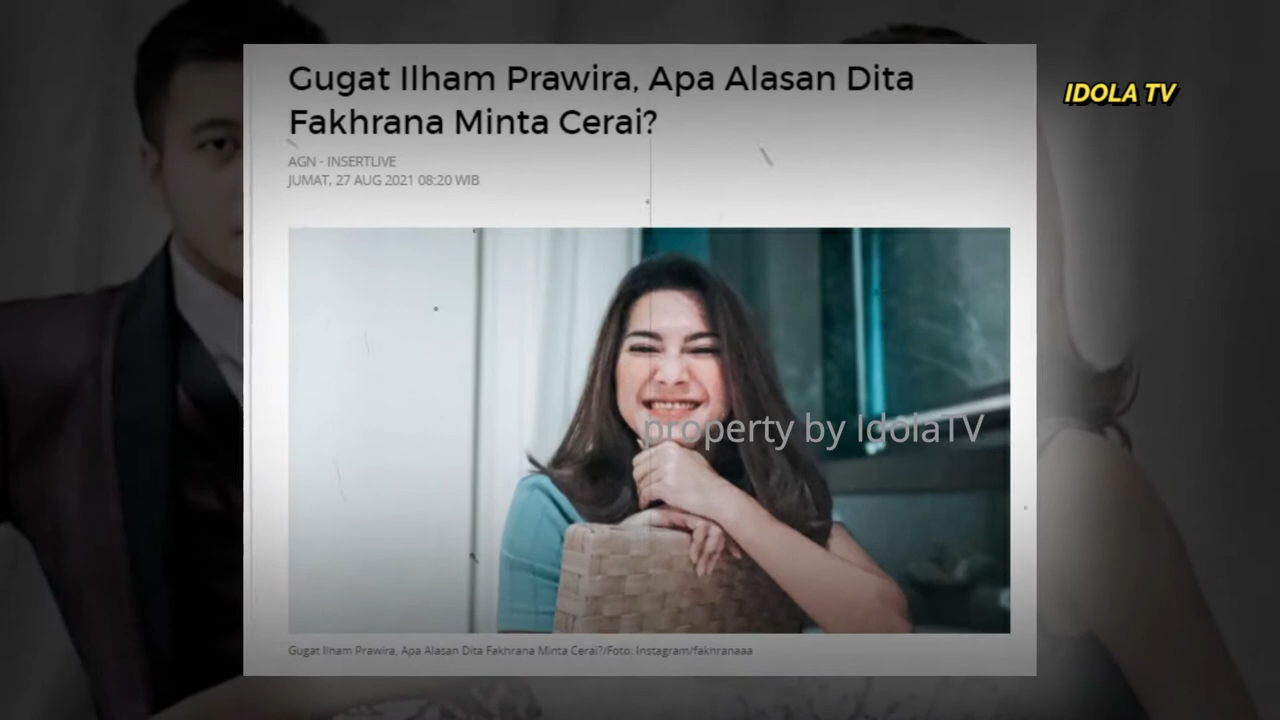 Gugat Ilham Prawira, Apa Alasan Dita
Fakhrana Minta Cerai?
AGN - INSERTLIVE
JUMAT, 27 AUG 2021 08:20 WIB
IDOLA TV
property by IdolaTV
Gugat Ilham Prawira, Apa Alasan Dita Fakhrana Minta Cerai?/Foto: Instagram/fakhranaaa